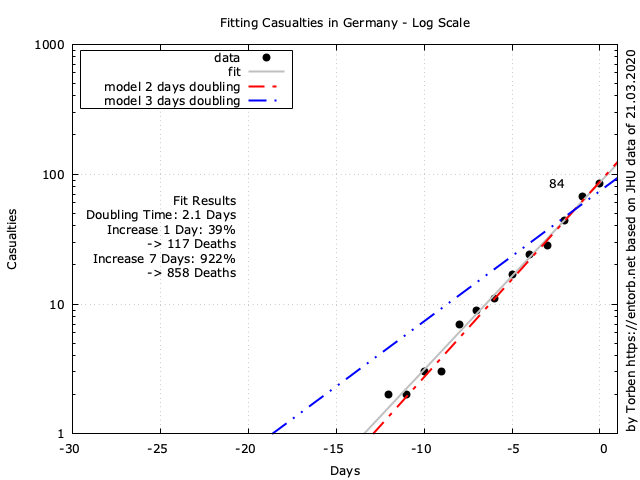 Fitting Casualties in Germany - Log Scale
1000
100
10
1
Casualties
data
fit
model 2 days doubling
model 3 days doubling
84
Fit Results
Doubling Time: 2.1 Days
Increase 1 Day: 39%
-> 117 Deaths
Increase 7 Days: 922%
-> 858 Deaths
-30 -25 -20 -15 -10 -5 0
Days
by Torben https://entorb.net based on JHU data of 21.03.2020